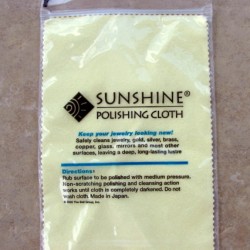 SUNSHINE®
POLISHING CLOTH
Keep your jewelry looking new!
Safely cleans jewelry, gold, silver, brass,
copper, glass, mirrors and most other
surfaces, leaving a deep, long-lasting lustre
Directions:
Rub surface to be polished with medium pressure.
Non-scratching polishing and cleansing action
works until cloth is completely darkened. Do not
wash cloth. Made in Japan.